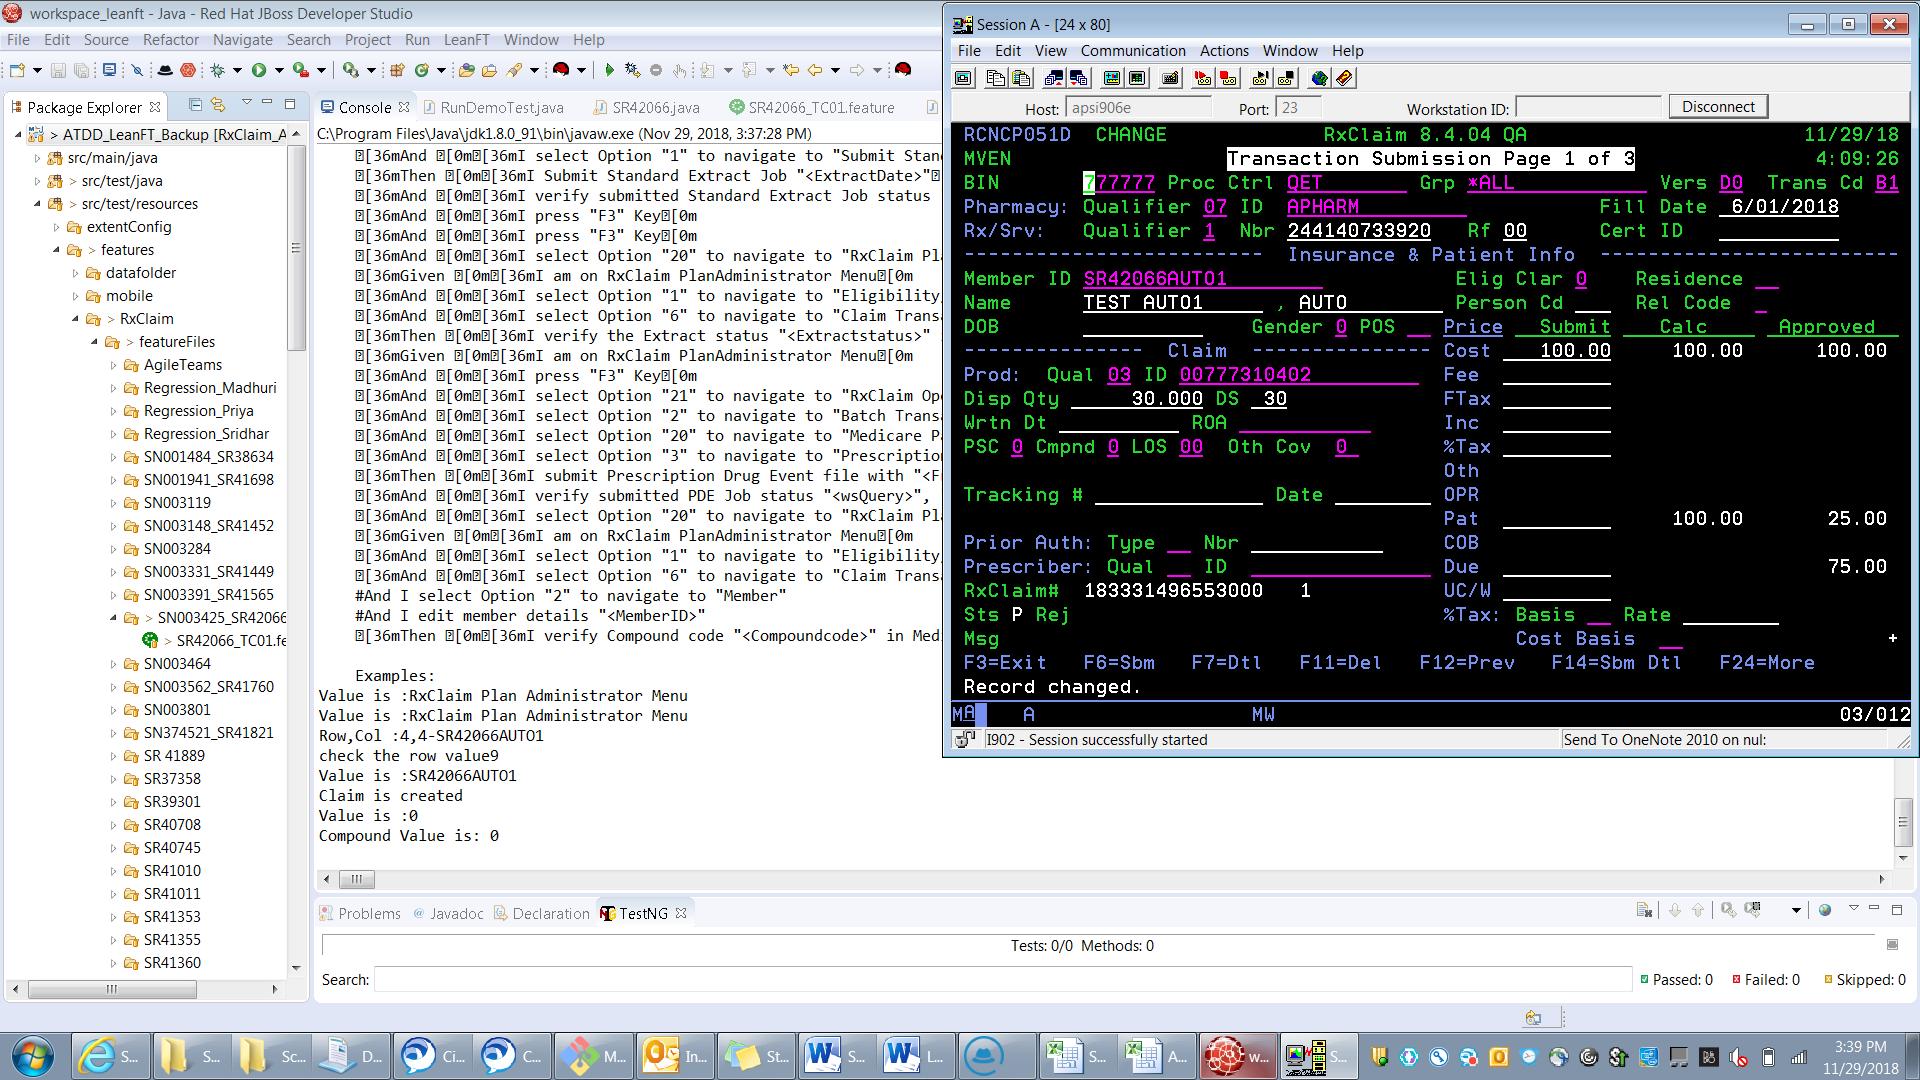 workspace_leanft - Java - Red Hat JBoss Developer Studio
File Edit Source Refactor Navigate Search Project Run LeanFT Window Help
Package Explorer
ATDD_LeanFT_Backup [RxClaim_A
src/main/java
> src/test/java
> src/test/resources
extentConfig
> features
datafolder
mobile
> RxClaim
> featureFiles
AgileTeams
Regression_Madhuri
Regression_Priya
Regression_Sridhar
SN001484_SR38634
SN001941_SR41698
SN003119
SN003148_SR41452
SN003284
SN003331_SR41449
SN003391_SR41565
> SN003425_SR42066
> SR42066_TC01.fe
SN003464
SN003562_SR41760
SN003801
SN374521_SR41821
SR 41889
SR37358
SR39301
SR40708
SR40745
SR41010
SR41011
SR41353
SR41355
SR41360
Console RunDemoTest.java SR42066.java SR42066_TC01.feature
C:\Program Files\Java\jdk1.8.0_91\bin\javaw.exe (Nov 29, 2018, 3:37:28 PM)
[36mAnd [0m[36mI select Option "1" to navigate to "Submit Stan
[36mThen [0m[36m Submit Standard Extract Job "<ExtractDate>"
[36mAnd [0m[36mI verify submitted Standard Extract Job status
[36mAnd [0m[36mI press "F3" Key[0m
[36mAnd [0m[36mI press "F3" Key[0m
[36mAnd [0m[36mI select Option "20" to navigate to "RxClaim Pl
[36mGiven [0m[36mI am on RxClaim PlanAdministrator Menu[0m
[36mAnd [0m[36mI select Option "1" to navigate to "Eligibility,
[36mAnd [0m[36mI select Option "6" to navigate to "Claim Transa
[36mThen [0m[36mI verify the Extract status "<Extractstatus>"
[36mGiven [0m[36mI am on RxClaim PlanAdministrator Menu[0m
[36mAnd [0m[36mI press "F3" Key[0m
[36mAnd [0m[36mI select Option "21" to navigate to "RxClaim Ope
[36mAnd [0m[36mI select Option "2" to navigate to "Batch Transa
[36mAnd [0m[36mI select Option "20" to navigate to "Medicare Pa
[36mAnd [0m[36mI select Option "3" to navigate to "Prescription
[36mThen [0m[36mI submit Prescription Drug Event file with "<F
[36mAnd [0m[36mI verify submitted PDE Job status "<wsQuery>",
[36mAnd [0m[36mI select Option "20" to navigate to "RxClaim Pla
[36mGiven [0m[36mI am on RxClaim PlanAdministrator Menu[0m
[36mAnd [0m[36mI select Option "1" to navigate to "Eligibility,
[36mAnd [0m[36mI select Option "6" to navigate to "Claim Transa
#And I select Option "2" to navigate to "Member"
#And I edit member details "<MemberID>"
[36mThen [0m[36mI verify Compound code "<Compoundcode>" in Med
Examples:
Value is :RxClaim Plan Administrator Menu
Value is :RxClaim Plan Administrator Menu
Row,Col :4,4-SR42066AUTO1
check the row value9
Value is :SR42066AUTO1
Claim is created
Value is :0
Compound Value is: 0
Problems Javadoc Declaration TestNG
Tests: 0/0 Methods: 0
Search: Passed: 0 Failed: 0 Skipped: 0
Session A - [24 x 80]
File Edit View Communication Actions Window Help
Host: apsi906e Port: 23 Workstation ID: Disconnect
RCNCP051D CHANGE RxClaim 8.4.04 QA 11/29/18
MVEN Transaction Submission Page 1 of 3 4:09:26
BIN 777777 Proc Ctrl QET Grp *ALL Vers D0 Trans Cd B1
Pharmacy: Qualifier 07 ID APHARM Fill Date 6/01/2018
Rx/Srv: Qualifier 1 Nbr 244140733920 Rf 00 Cert ID
------------------------- Insurance & Patient Info -------------------------
Member ID SR42066AUTO1 Elig Clar 0 Residence
Name TEST AUTO1 , AUTO Person Cd Rel Code
DOB Gender 0 POS Price Submit Calc Approved
--------------- Claim --------------- Cost 100.00 100.00 100.00
Prod: Qual 03 ID 00777310402 Fee
Disp Qty 30.000 DS 30 FTax
Wrtn Dt ROA Inc
PSC 0 Cmpnd 0 LOS 00 Oth Cov 0 %Tax
Oth
Tracking # Date OPR
Pat 100.00 25.00
Prior Auth: Type Nbr COB
Prescriber: Qual ID Due 75.00
RxClaim# 183331496553000 1 UC/W
Sts P Rej %Tax: Basis Rate
Msg Cost Basis +
F3=Exit F6=Sbm F7=Dtl F11=Del F12=Prev F14=Sbm Dtl F24=More
Record changed.
MA A MW 03/012
I902 - Session successfully started Send To OneNote 2010 on nul:
S... S... Sc... D... Ci... C... M... In... St... S... L... S... A... w... S...
3:39 PM
11/29/2018